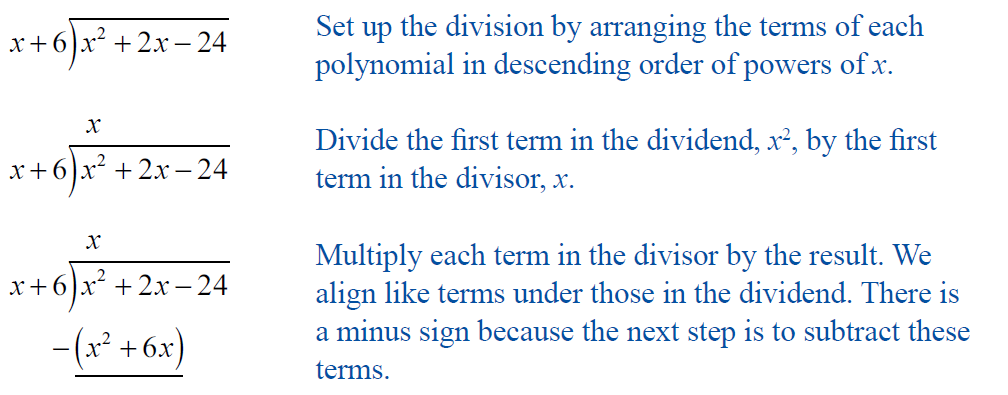 x + 6)x² + 2x – 24
Set up the division by arranging the terms of each
polynomial in descending order of powers of x.
x
x + 6)x² + 2x – 24
Divide the first term in the dividend, x², by the first
term in the divisor, x.
x
x + 6)x² + 2x – 24
–(x² + 6x)
Multiply each term in the divisor by the result. We
align like terms under those in the dividend. There is
a minus sign because the next step is to subtract these
terms.